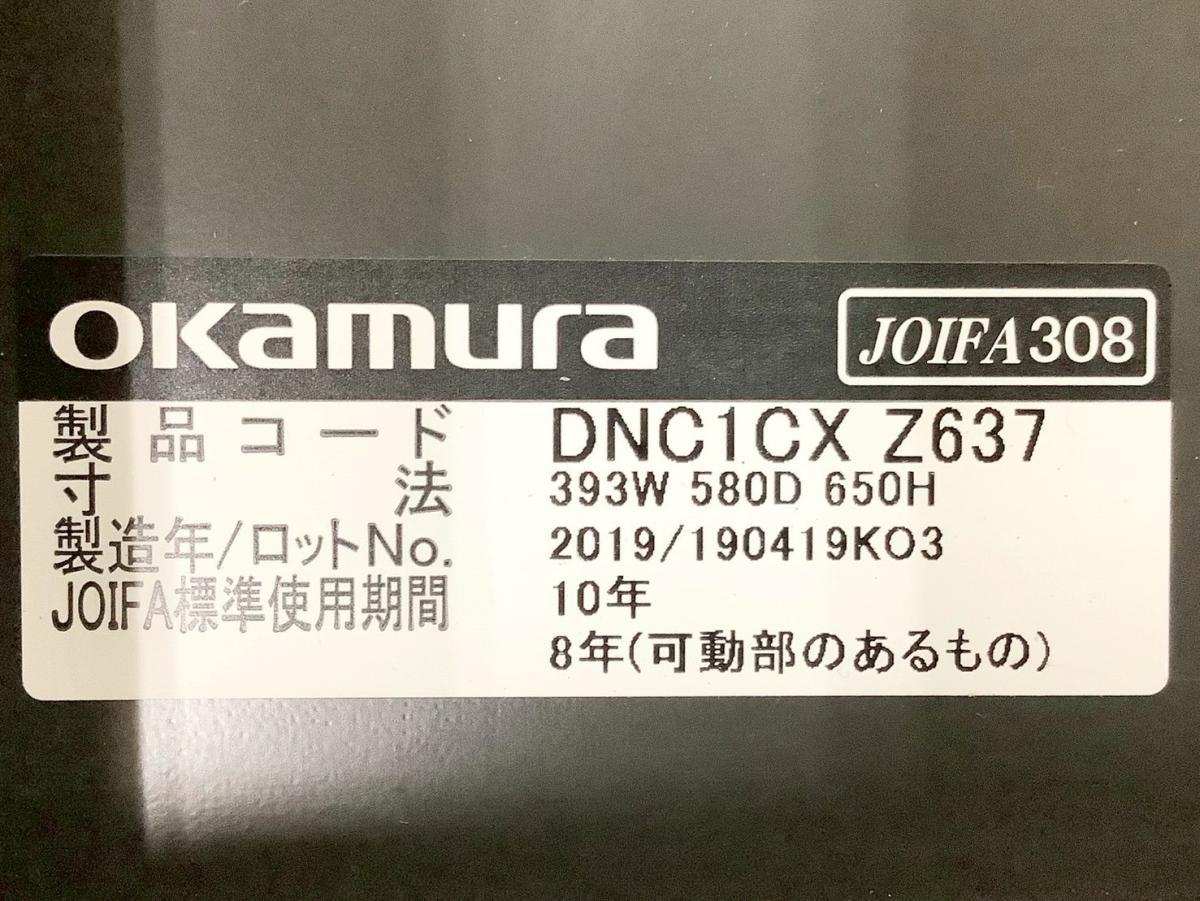 okamura JOIFA308
製品コード DNC1CX Z637
寸法 393W 580D 650H
製造年/ロットNo. 2019/190419KO3
JOIFA標準使用期間 10年
8年(可動部のあるもの)